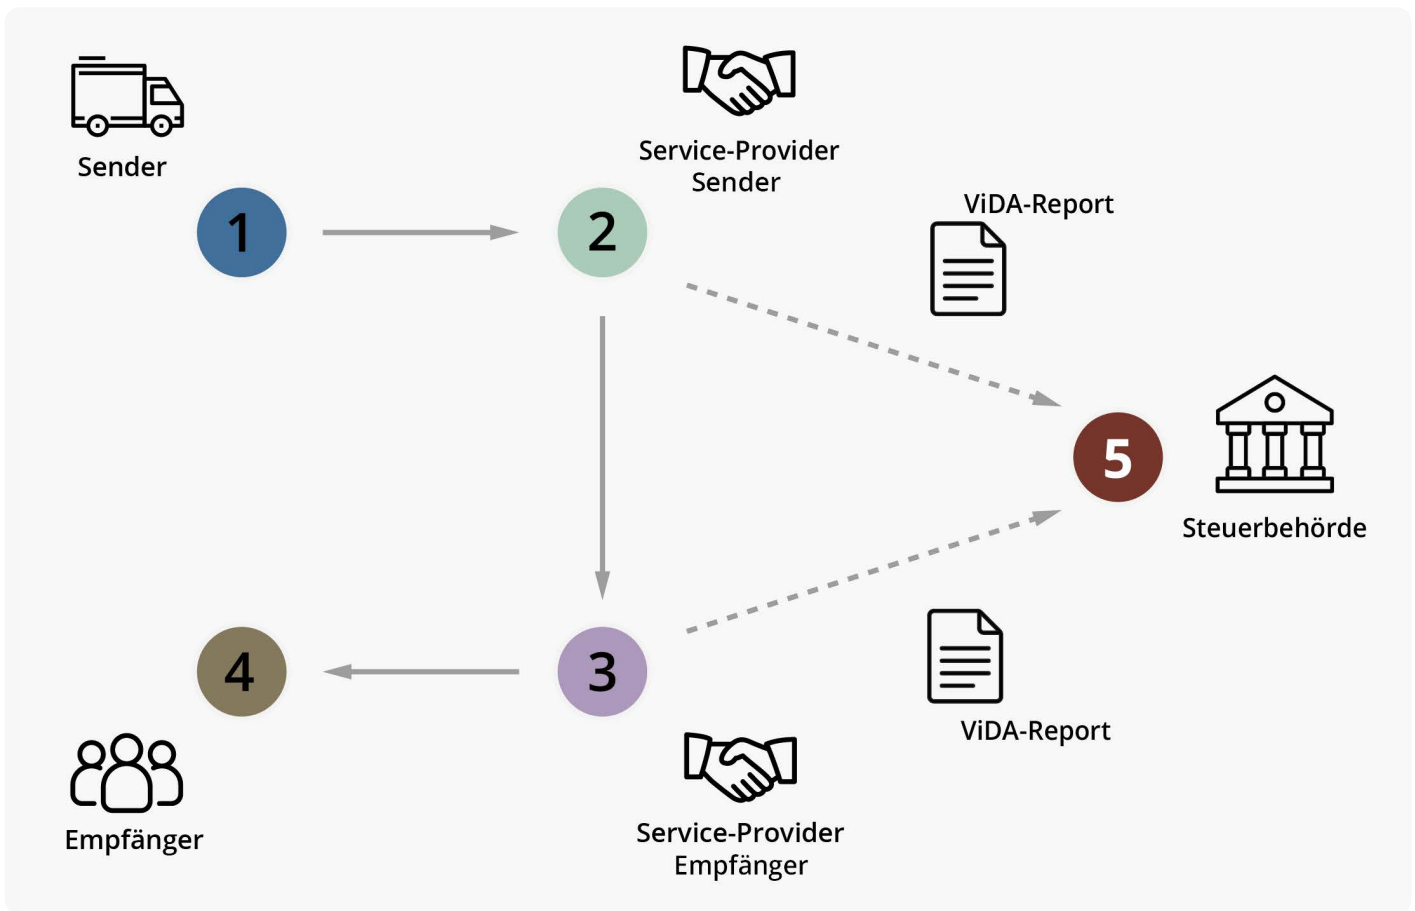 Sender
Service-Provider
Sender
ViDA-Report
1
2
5
Steuerbehörde
4
3
ViDA-Report
Empfänger
Service-Provider
Empfänger